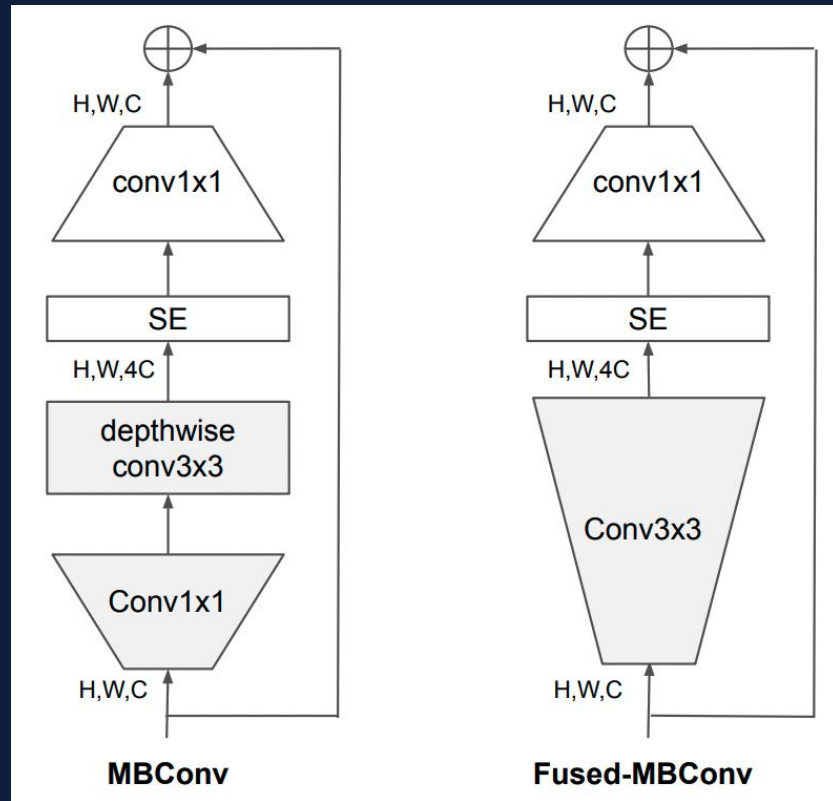 H,W,C
conv1x1
SE
H,W,4C
depthwise
conv3x3
Conv1x1
H,W,C
MBConv
H,W,C
conv1x1
SE
H,W,4C
Conv3x3
H,W,C
Fused-MBConv